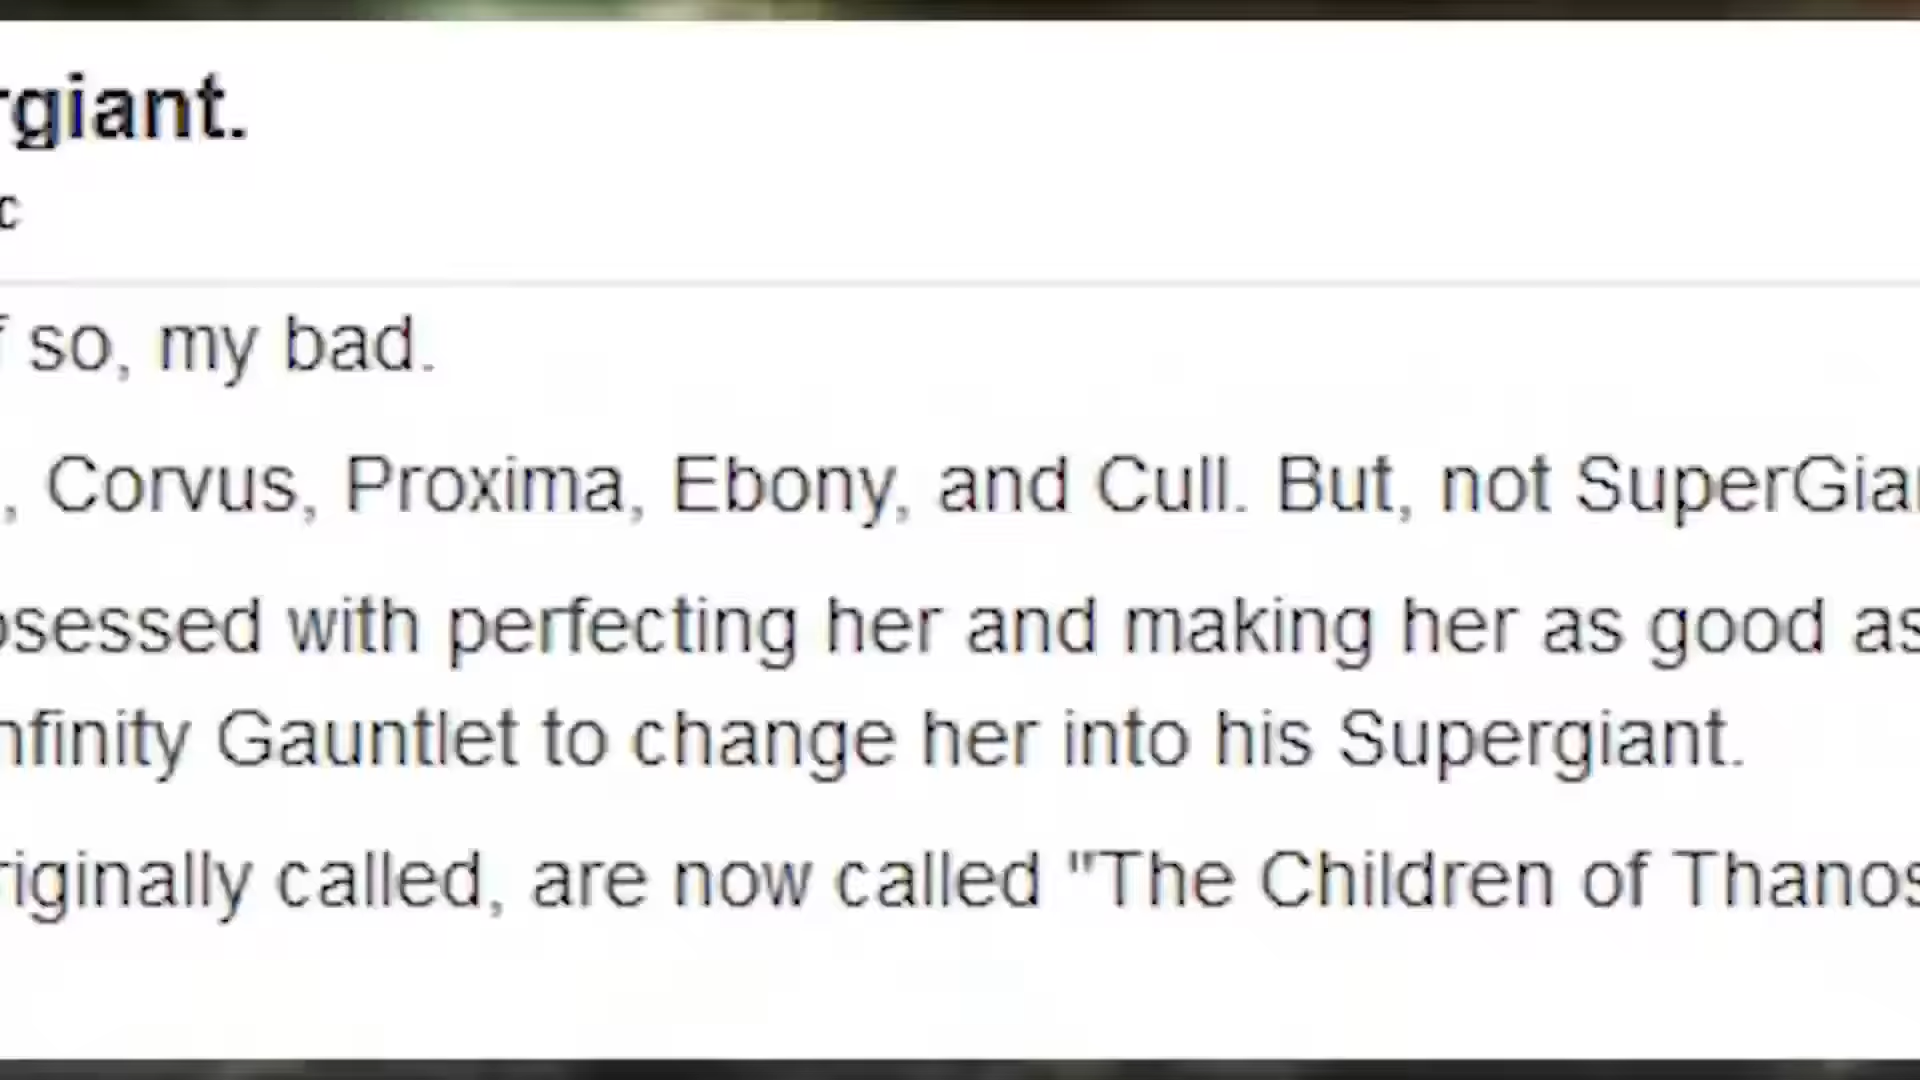 rgiant.
c
f so, my bad.
, Corvus, Proxima, Ebony, and Cull. But, not SuperGian
osessed with perfecting her and making her as good as
nfinity Gauntlet to change her into his Supergiant.
riginally called, are now called "The Children of Thanos